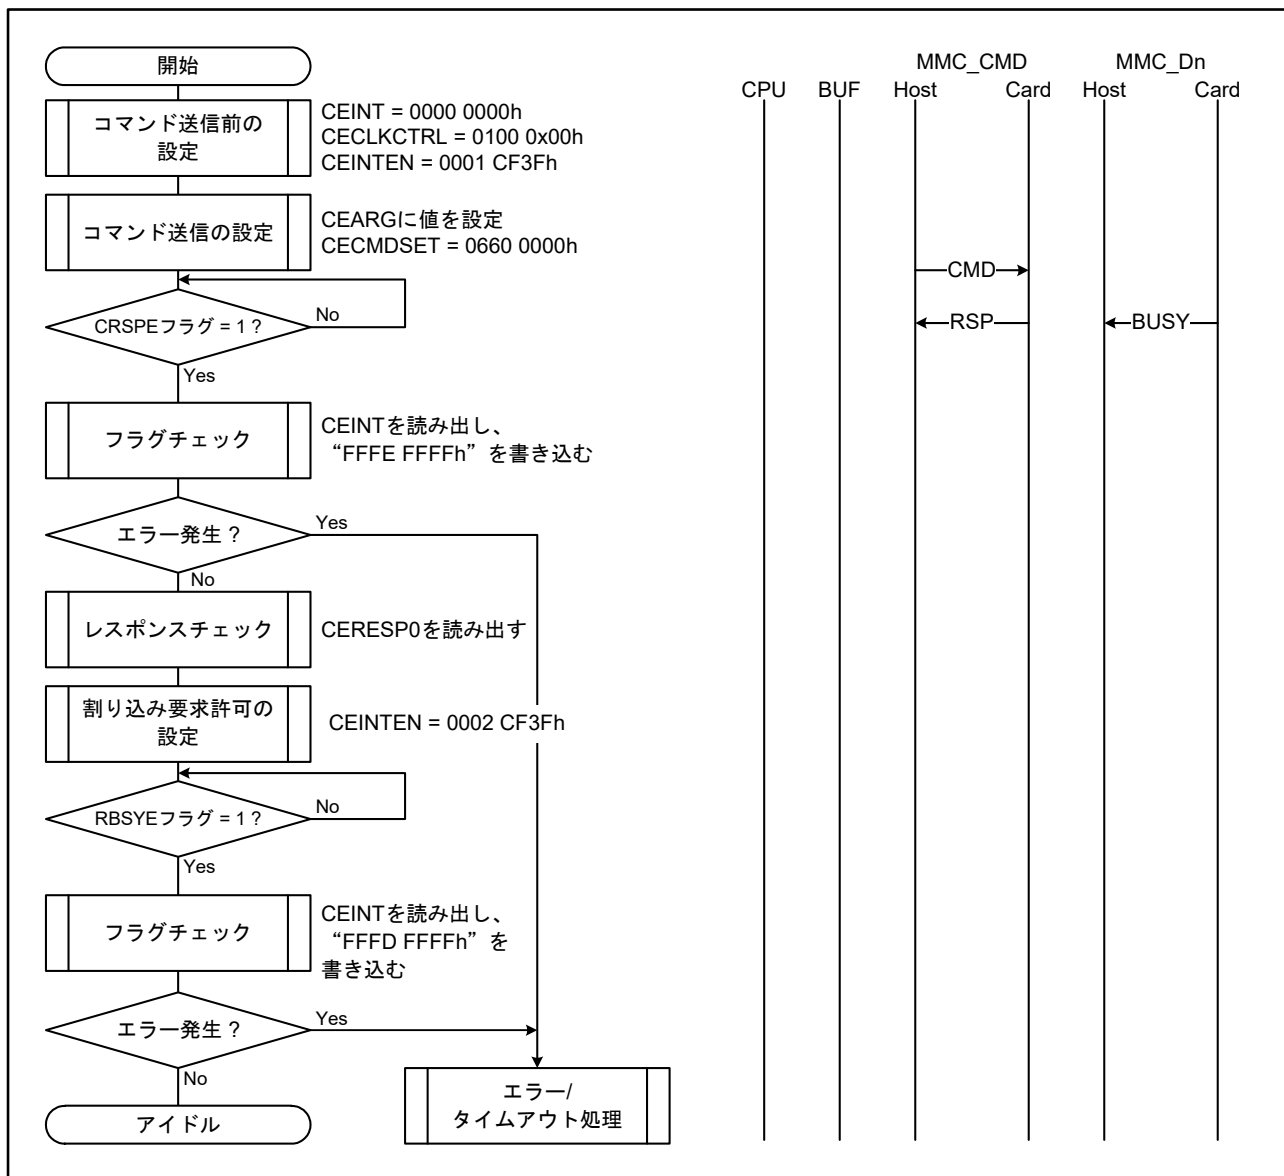 開始
コマンド送信前の
設定
CEINT = 0000 0000h
CECLKCTRL = 0100 0x00h
CEINTEN = 0001 CF3Fh
コマンド送信の設定
CEARGに値を設定
CECMDSET = 0660 0000h
CRSPEフラグ = 1 ?
No
Yes
フラグチェック
CEINTを読み出し、
“FFFE FFFFh”を書き込む
エラー発生 ?
Yes
No
レスポンスチェック
CERESP0を読み出す
割り込み要求許可の
設定
CEINTEN = 0002 CF3Fh
RBSYEフラグ = 1 ?
No
Yes
フラグチェック
CEINTを読み出し、
“FFFD FFFFh”を
書き込む
エラー発生 ?
Yes
No
アイドル
エラー/
タイムアウト処理
MMC_CMD MMC_Dn
CPU BUF Host Card Host Card
CMD
RSP BUSY